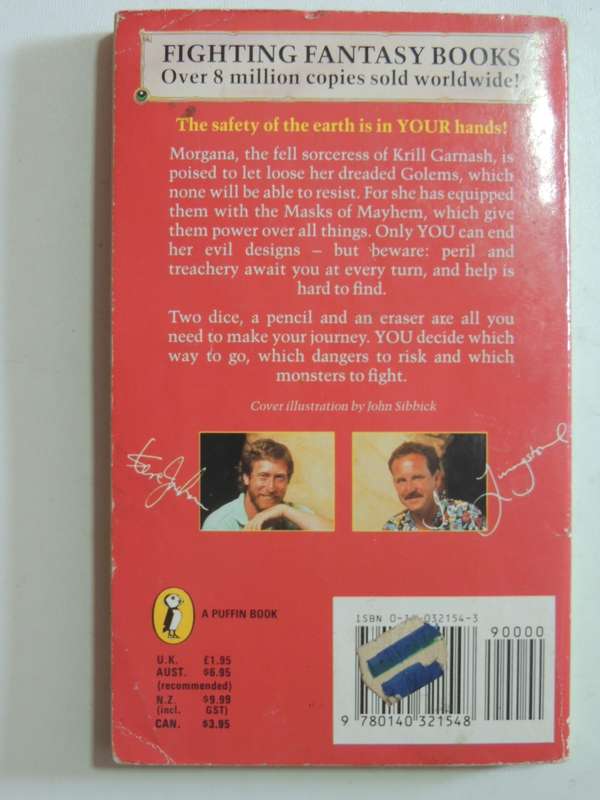 FIGHTING FANTASY BOOKS
Over 8 million copies sold worldwide!
The safety of the earth is in YOUR hands!
Morgana, the fell sorceress of Krill Garnash, is
poised to let loose her dreaded Golems, which
none will be able to resist. For she has equipped
them with the Masks of Mayhem, which give
them power over all things. Only YOU can end
her evil designs – but beware: peril and
treachery await you at every turn, and help is
hard to find.
Two dice, a pencil and an eraser are all you
need to make your journey. YOU decide which
way to go, which dangers to risk and which
monsters to fight.
Cover illustration by John Sibbick
Livingstone
A PUFFIN BOOK
U.K. £1.95
AUST. $6.95
(recommended)
N.Z. $9.99
(incl. GST)
CAN. $3.95
ISBN 0-1 032154-3
90000
9 780140 321548